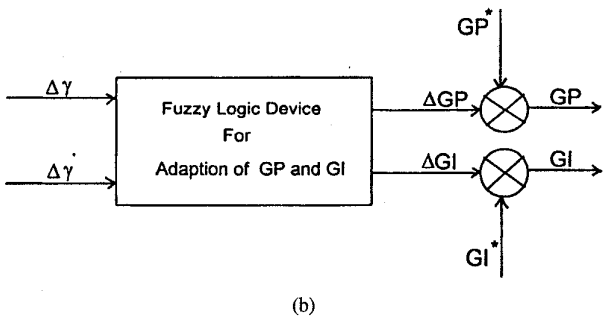 GP*
Δγ
Fuzzy Logic Device
For
Adaption of GP and GI
ΔGP
GP
Δγ̇
ΔGI
GI
GI*
(b)